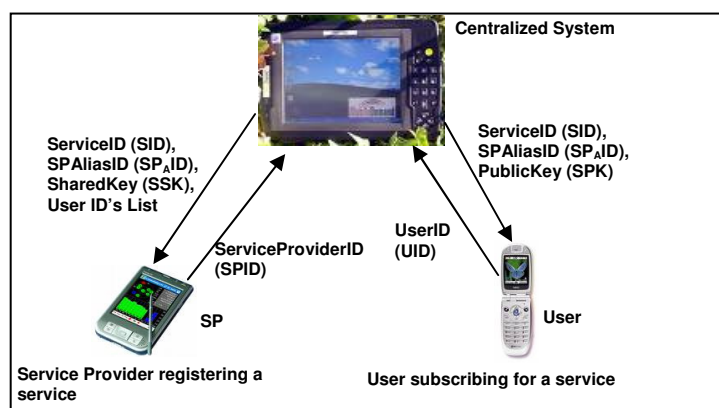 Centralized System
ServiceID (SID),
SPAliasID (SPAID),
SharedKey (SSK),
User ID's List
ServiceID (SID),
SPAliasID (SPAID),
PublicKey (SPK)
ServiceProviderID
(SPID)
UserID
(UID)
SP
User
Service Provider registering a
service
User subscribing for a service